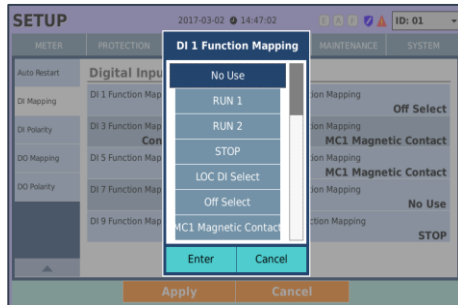 SETUP
2017-03-02 14:47:02
E A F
ID: 01
METER
PROTECTION
MAINTENANCE
SYSTEM
DI 1 Function Mapping
Auto Restart
DI Mapping
DI Polarity
DO Mapping
DO Polarity
Digital Inpu
DI 1 Function Map
tion Mapping
Off Select
DI 3 Function Map
Con
tion Mapping
MC1 Magnetic Contact
DI 5 Function Map
tion Mapping
MC1 Magnetic Contact
DI 7 Function Map
tion Mapping
No Use
DI 9 Function Map
ction Mapping
STOP
No Use
RUN 1
RUN 2
STOP
LOC DI Select
Off Select
MC1 Magnetic Contact
Enter
Cancel
Apply
Cancel